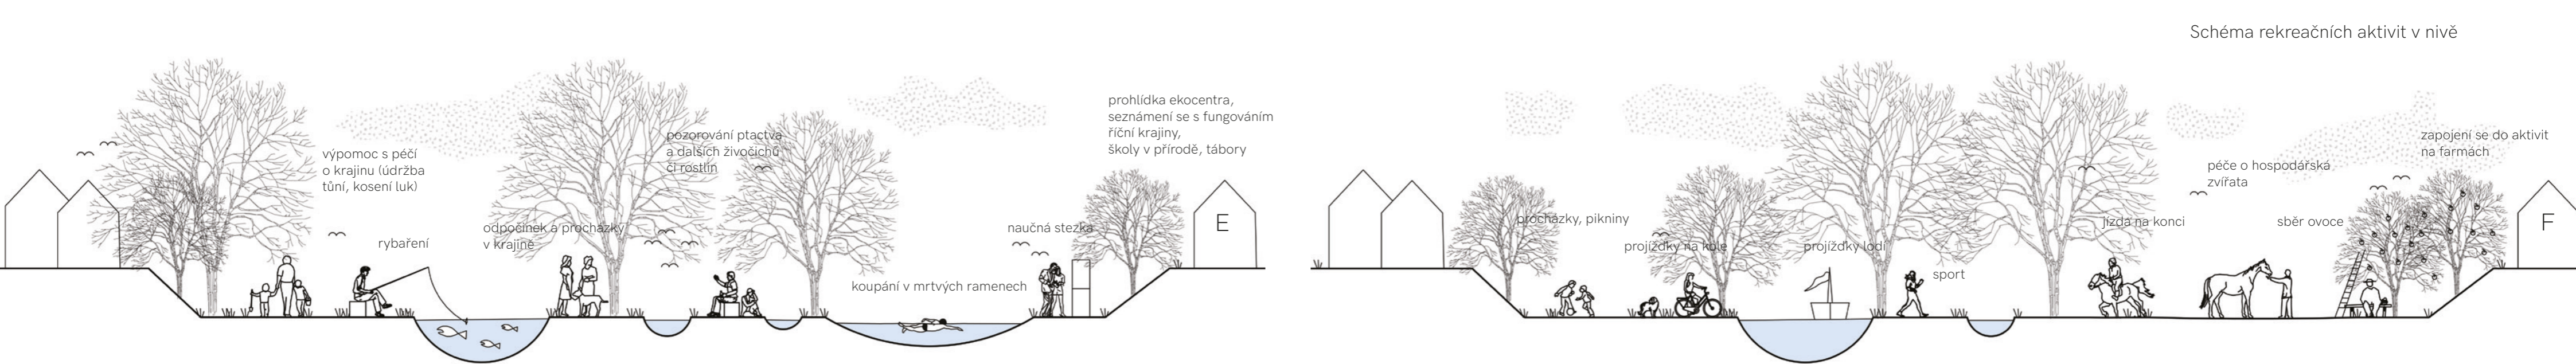 Schéma rekreačních aktivit v nivě
výpomoc s péčí
o krajinu (údržba
tůní, kosení luk)
rybaření
odpočinek a procházky
v krajině
pozorování ptactva
a dalších živočichů
či rostlin
koupání v mrtvých ramenech
naučná stezka
prohlídka ekocentra,
seznámení se s fungováním
říční krajiny,
školy v přírodě, tábory
E
procházky, pikniny
projížďky na kole
projížďky lodí
sport
jízda na konci
péče o hospodářská
zvířata
sběr ovoce
zapojení se do aktivit
na farmách
F